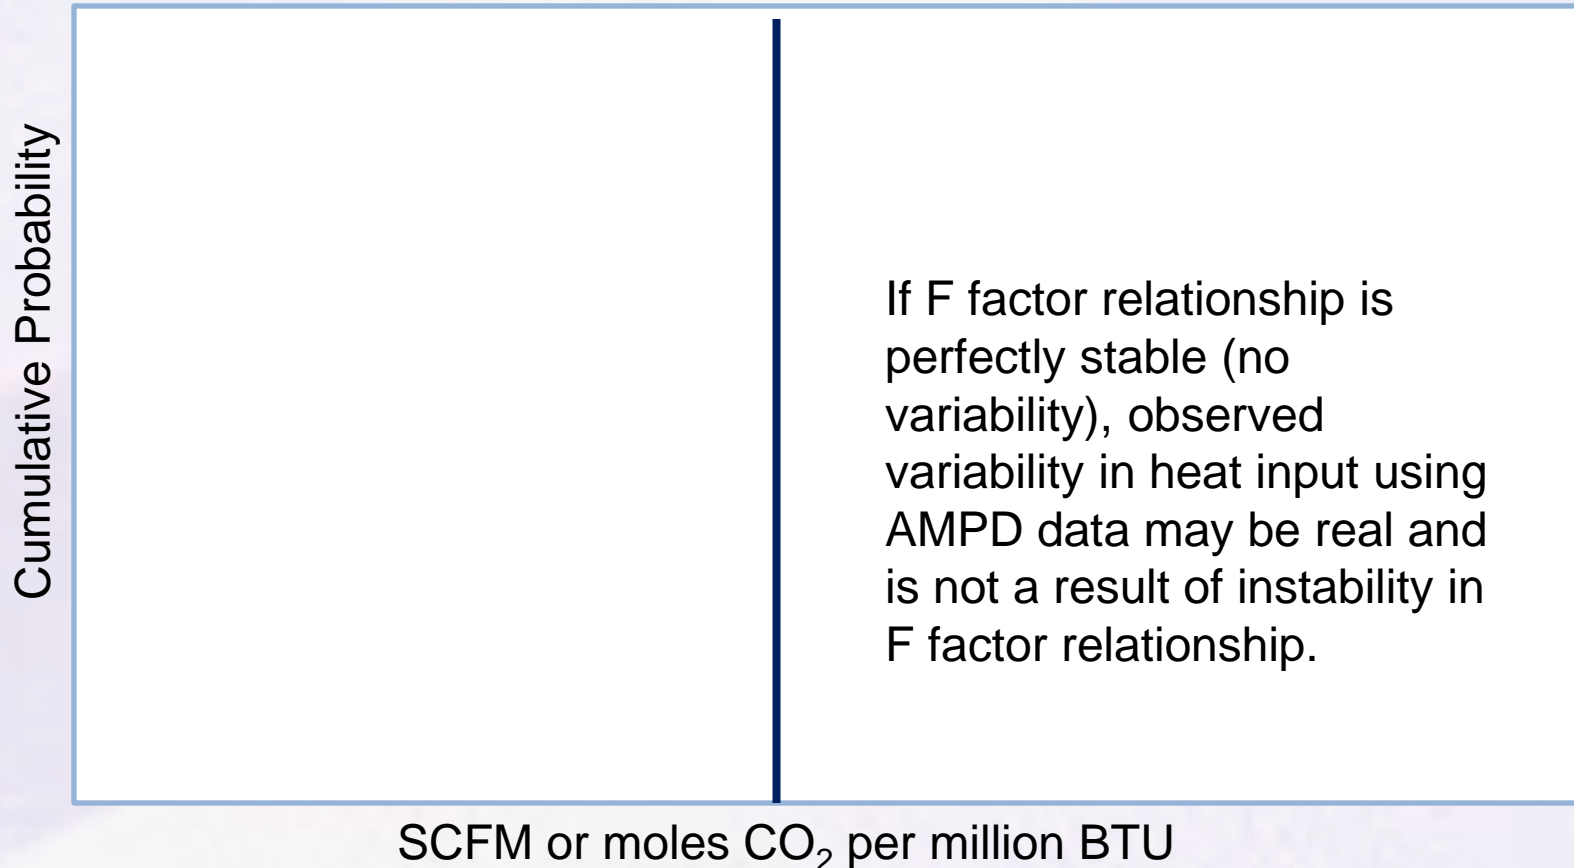 Cumulative Probability
If F factor relationship is
perfectly stable (no
variability), observed
variability in heat input using
AMPD data may be real and
is not a result of instability in
F factor relationship.
SCFM or moles CO₂ per million BTU